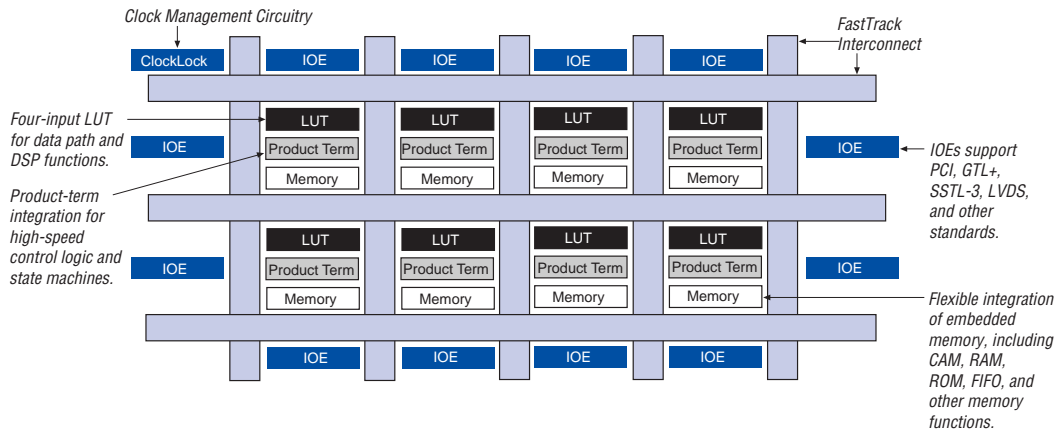 Clock Management Circuitry
FastTrack
Interconnect
ClockLock
IOE
IOE
IOE
IOE
Four-input LUT
for data path and
DSP functions.
LUT
LUT
LUT
LUT
IOE
Product Term
Product Term
Product Term
Product Term
IOE
IOEs support
PCI, GTL+,
SSTL-3, LVDS,
and other
standards.
Memory
Memory
Memory
Memory
Product-term
integration for
high-speed
control logic and
state machines.
LUT
LUT
LUT
LUT
IOE
Product Term
Product Term
Product Term
Product Term
IOE
Memory
Memory
Memory
Memory
Flexible integration
of embedded
memory, including
CAM, RAM,
ROM, FIFO, and
other memory
functions.
IOE
IOE
IOE
IOE